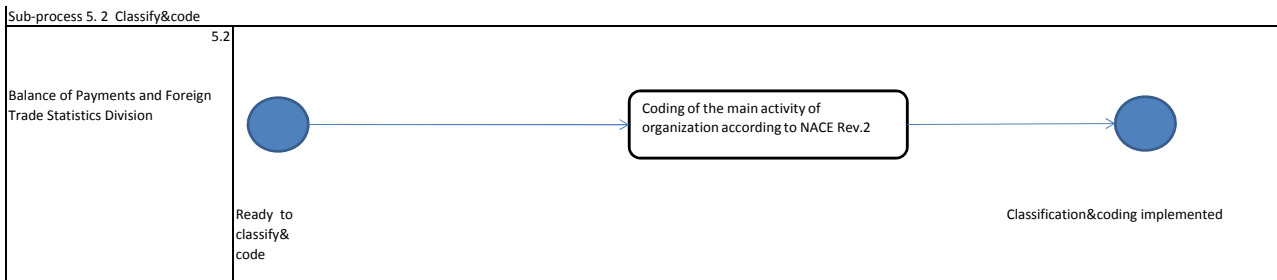 Sub-process 5. 2 Classify&code
5.2
Balance of Payments and Foreign
Trade Statistics Division
Coding of the main activity of
organization according to NACE Rev.2
Ready to
classify&
code
Classification&coding implemented